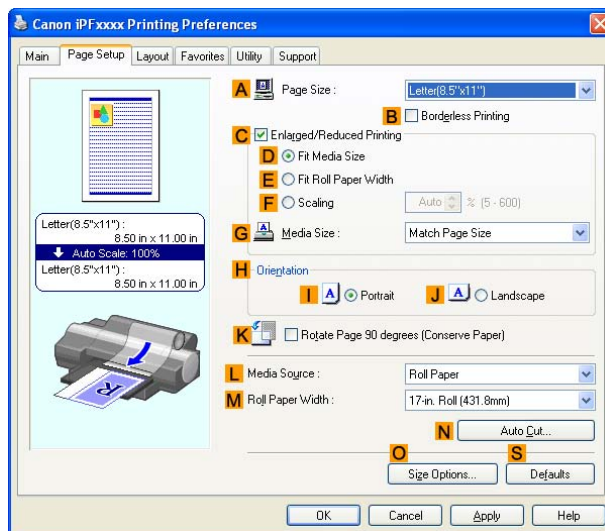 Canon iPFxxxx Printing Preferences
Main Page Setup Layout Favorites Utility Support
A Page Size : Letter(8.5"x11")
B Borderless Printing
C Enlarged/Reduced Printing
D Fit Media Size
E Fit Roll Paper Width
F Scaling Auto % (5 - 600)
G Media Size : Match Page Size
Letter(8.5"x11") :
8.50 in x 11.00 in
Auto Scale: 100%
Letter(8.5"x11") :
8.50 in x 11.00 in
H Orientation
I A Portrait J A Landscape
K Rotate Page 90 degrees (Conserve Paper)
R
L Media Source : Roll Paper
M Roll Paper Width : 17-in. Roll (431.8mm)
N Auto Cut...
O S
Size Options... Defaults
OK Cancel Apply Help